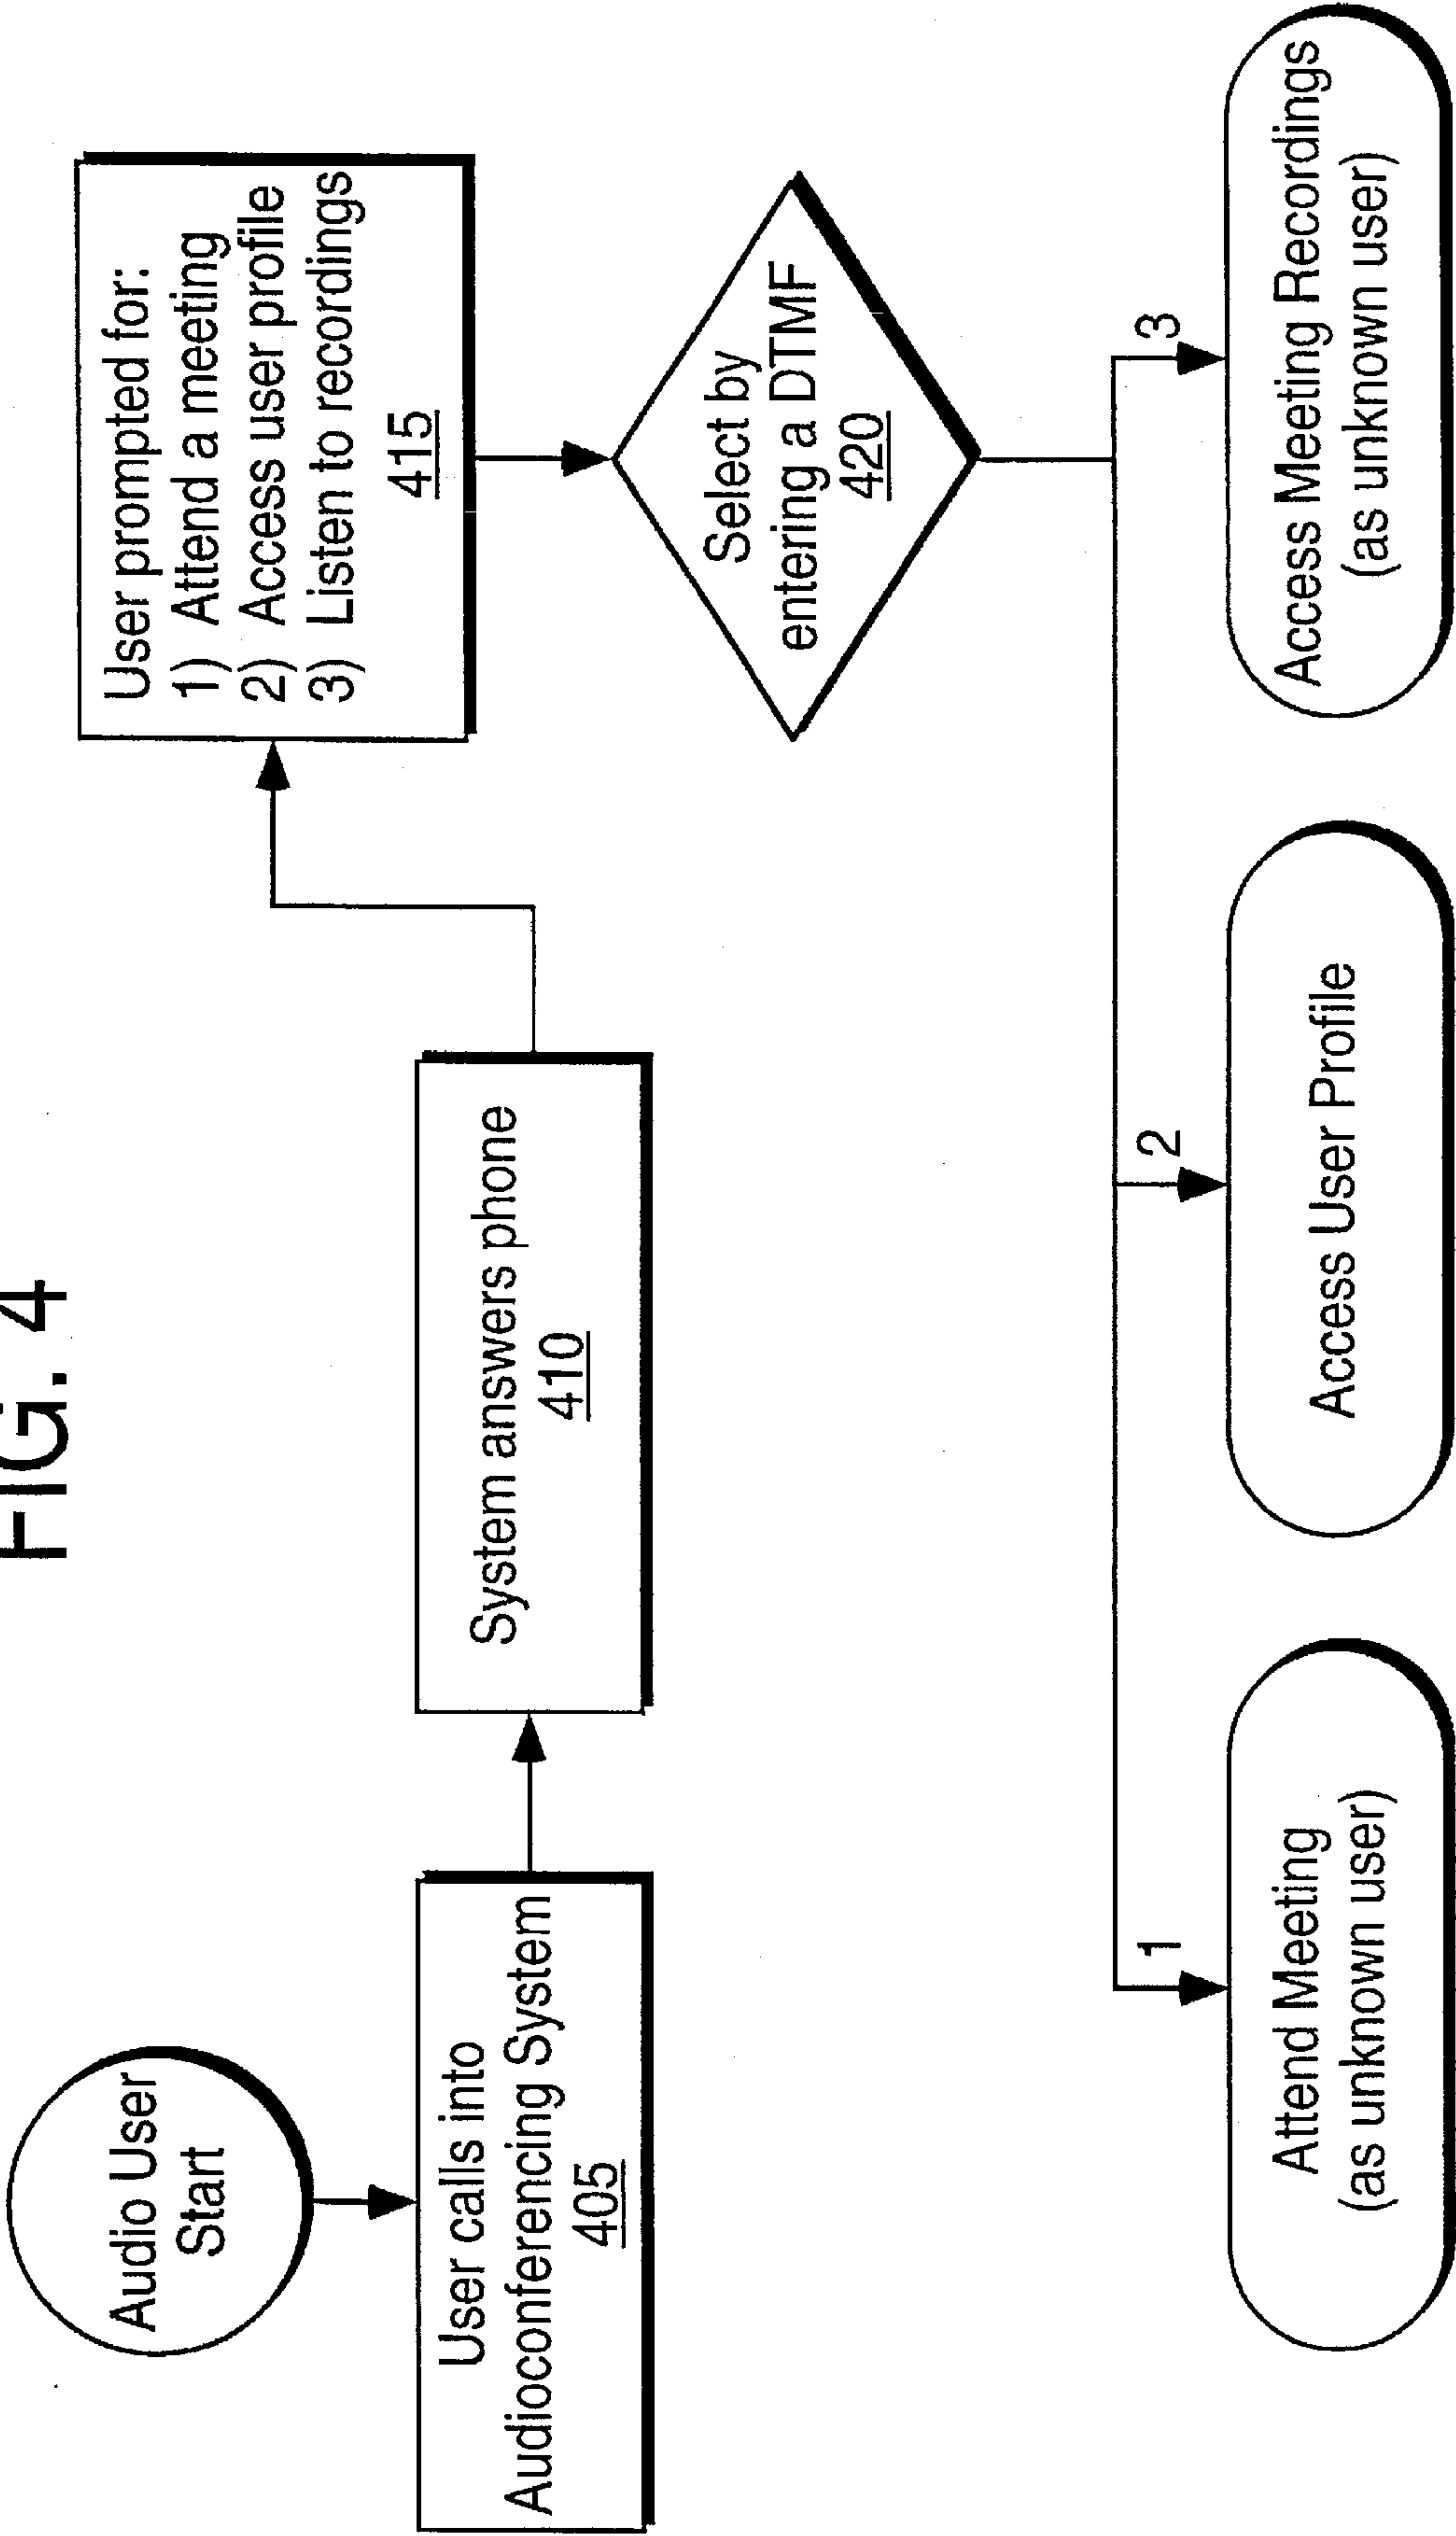 FIG. 4
Audio User
Start
User calls into
Audioconferencing System
405
System answers phone
410
User prompted for:
1) Attend a meeting
2) Access user profile
3) Listen to recordings
415
Select by
entering a DTMF
420
1
2
3
Attend Meeting
(as unknown user)
Access User Profile
Access Meeting Recordings
(as unknown user)